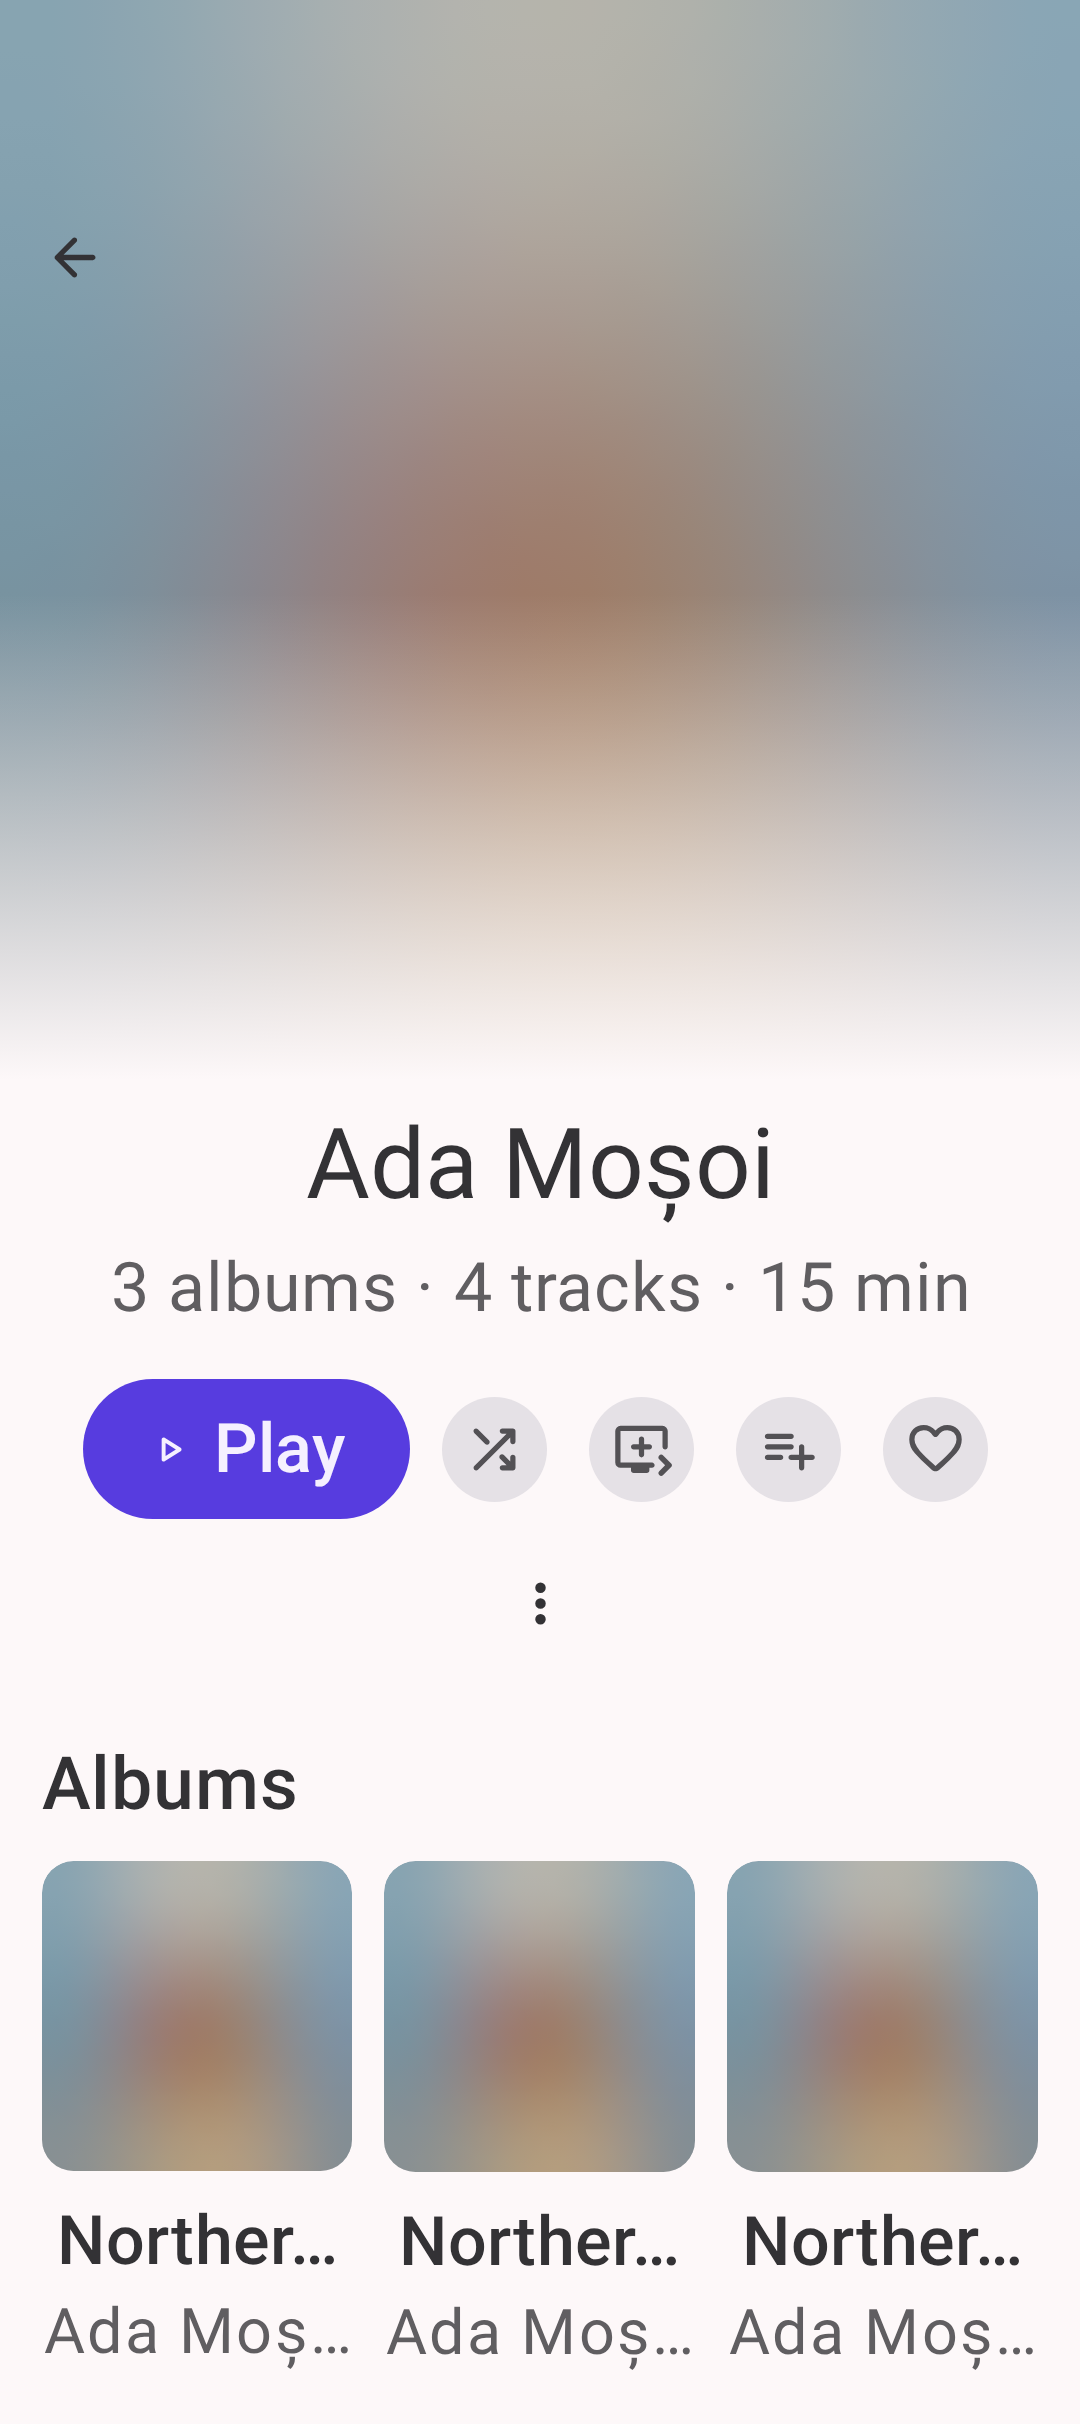 Ada Moșoi
3 albums · 4 tracks · 15 min
Play
Albums
Norther…
Norther…
Norther…
Ada Moș…
Ada Moș…
Ada Moș…